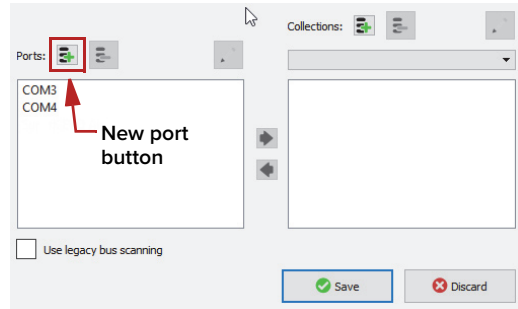 Collections:
Ports:
COM3
COM4
New port
button
Use legacy bus scanning
Save
Discard